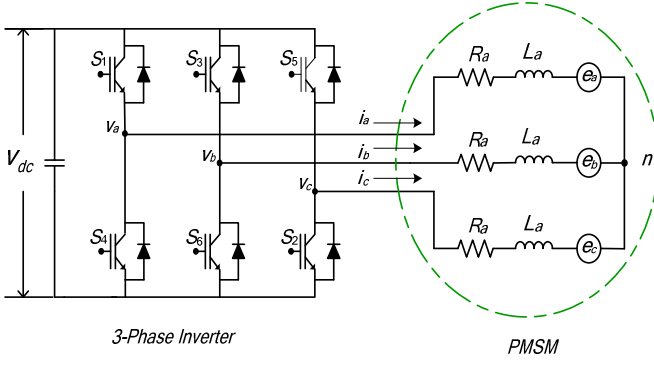 S1
S3
S5
Ra
La
ea
va
ia
Vdc
vb
ib
Ra
La
eb
n
vc
ic
S4
S6
S2
Ra
La
ec
3-Phase Inverter
PMSM